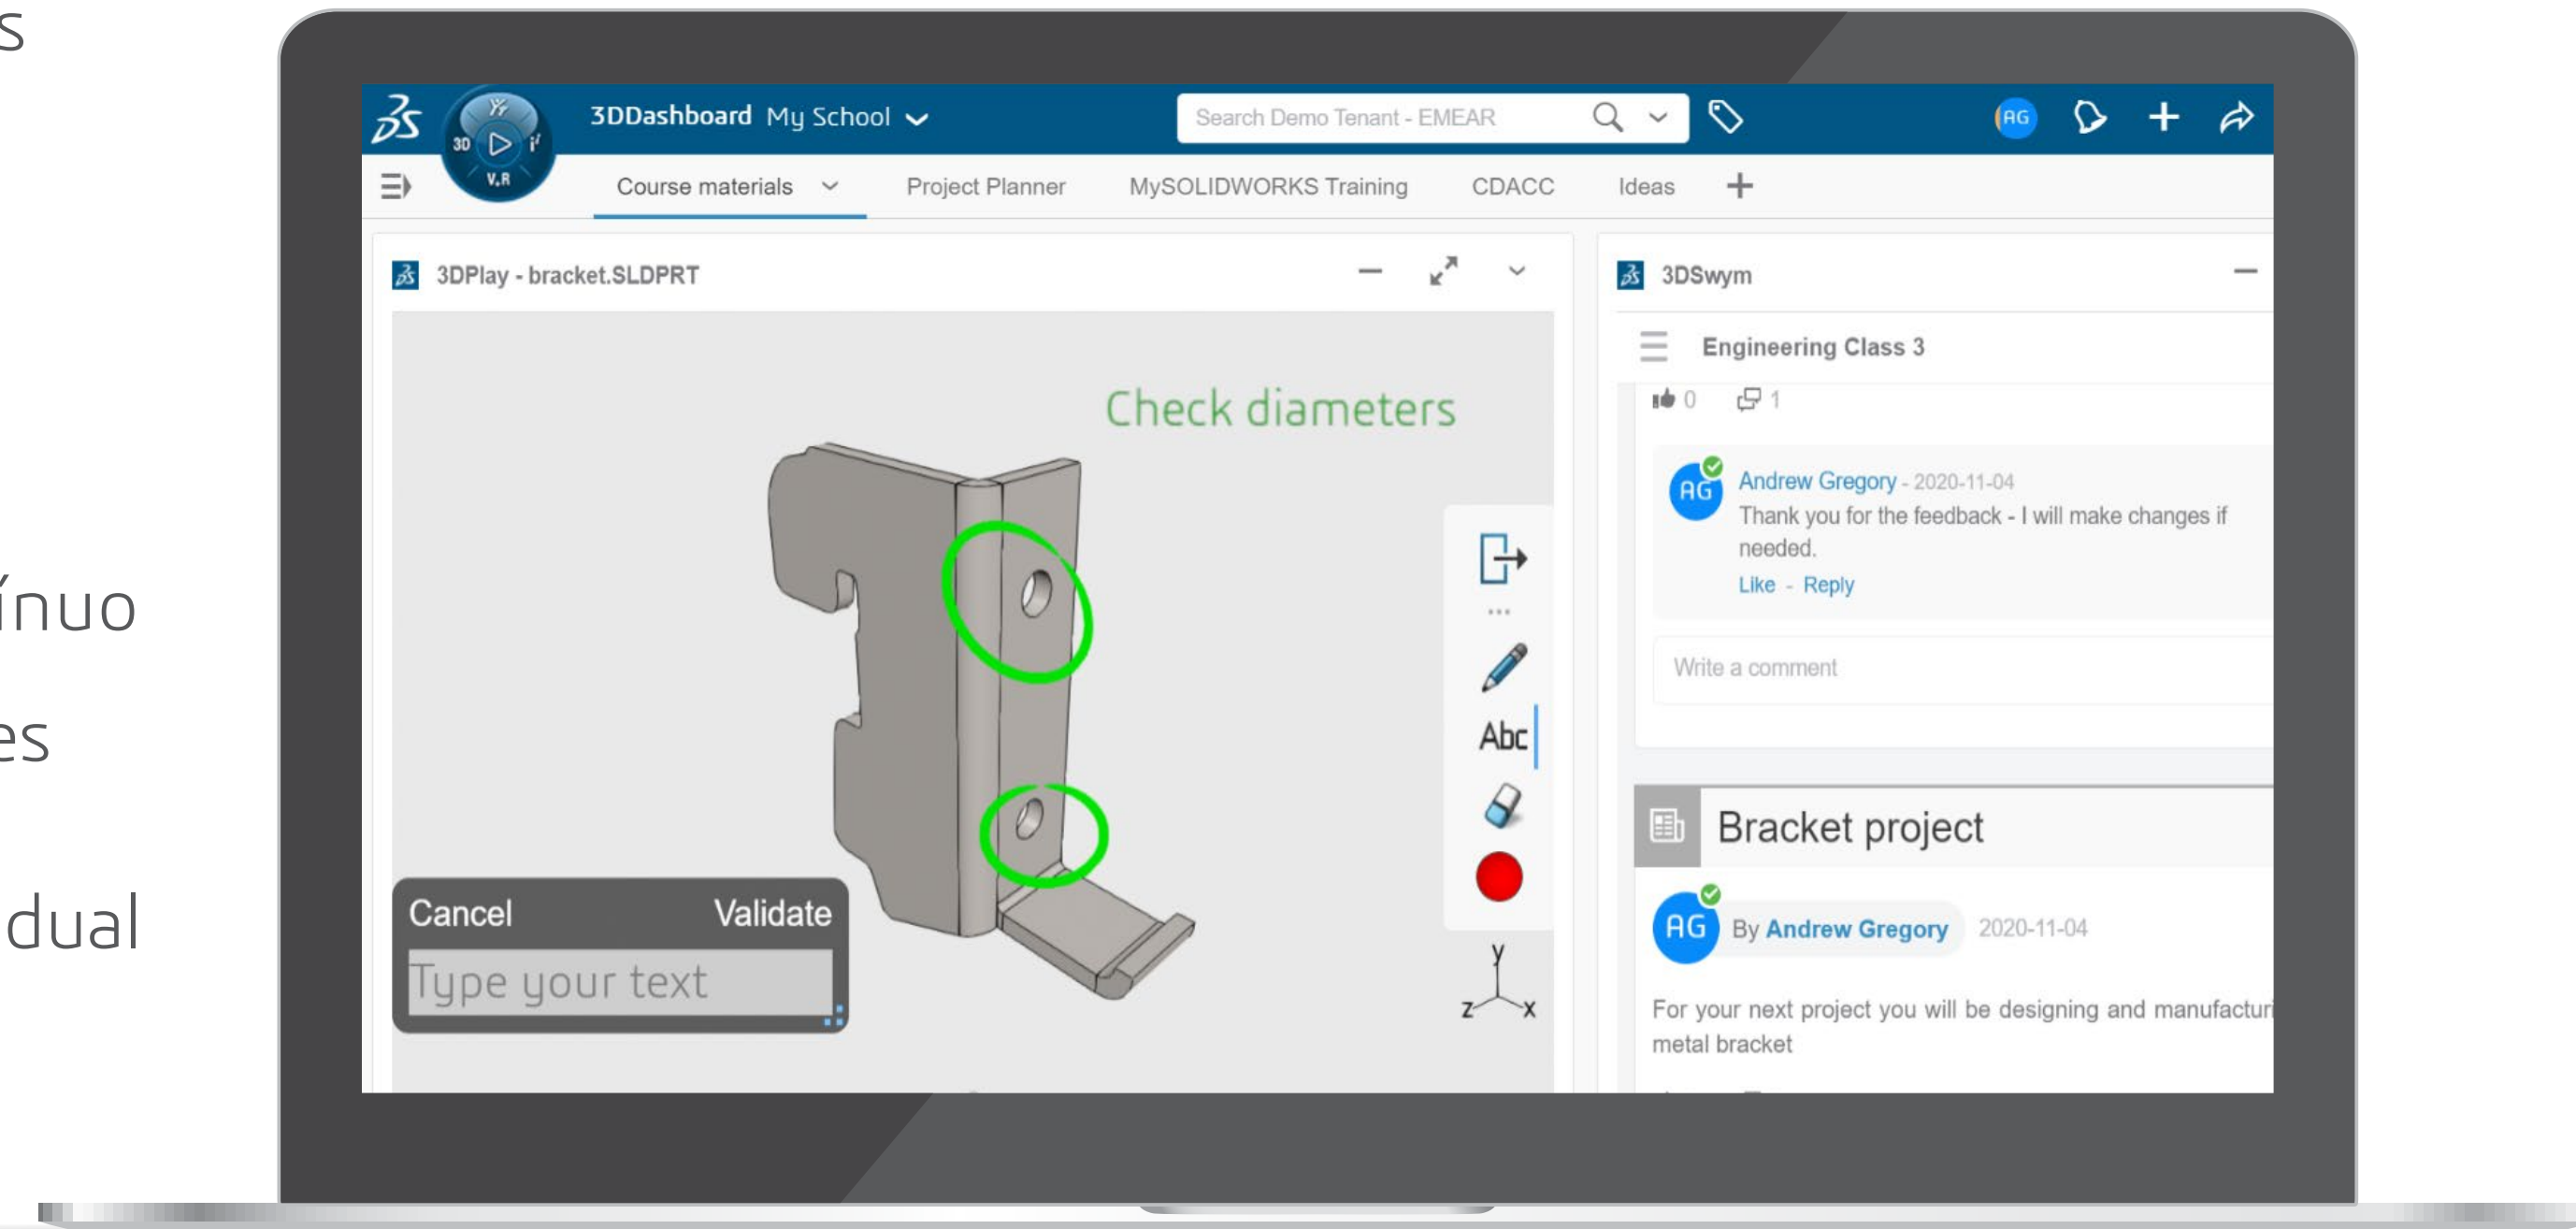 s
ínuo
es
dual
3DS
3D
V.R
3DDashboard My School
Search Demo Tenant - EMEAR
AG
Course materials
Project Planner
MySOLIDWORKS Training
CDACC
Ideas
3DPlay - bracket.SLDPRT
Check diameters
Abc
Cancel Validate
Type your text
y
z x
3DSwym
Engineering Class 3
0 1
AG
Andrew Gregory - 2020-11-04
Thank you for the feedback - I will make changes if
needed.
Like - Reply
Write a comment
Bracket project
AG
By Andrew Gregory 2020-11-04
For your next project you will be designing and manufacturi
metal bracket